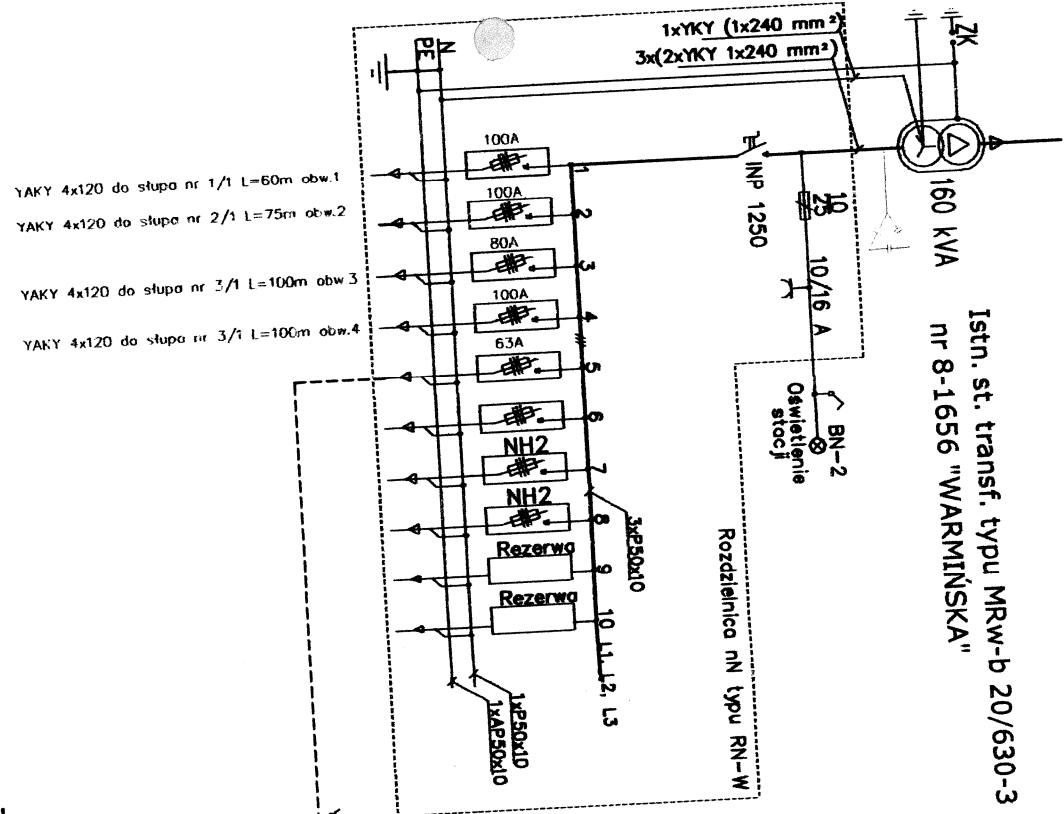 1xYKY (1x240 mm²)
3x(2xYKY 1x240 mm²)
ZK
N
PE
160 kVA
INP 1250
10
25
10/16 A
BN-2
Oświetlenie
stacji
Istn. st. transf. typu MRw-b 20/630-3
nr 8-1656 "WARMIŃSKA"
Rozdzielnica nN typu RN-W
100A
1
YAKY 4x120 do słupa nr 1/1 L=60m obw.1
100A
2
YAKY 4x120 do słupa nr 2/1 L=75m obw.2
80A
3
YAKY 4x120 do słupa nr 3/1 L=100m obw.3
100A
4
YAKY 4x120 do słupa nr 3/1 L=100m obw.4
63A
5
6
NH2
7
NH2
8
3xP50x10
Rezerwa
9
Rezerwa
10
L1, L2, L3
1xP50x10
1xAP50x10